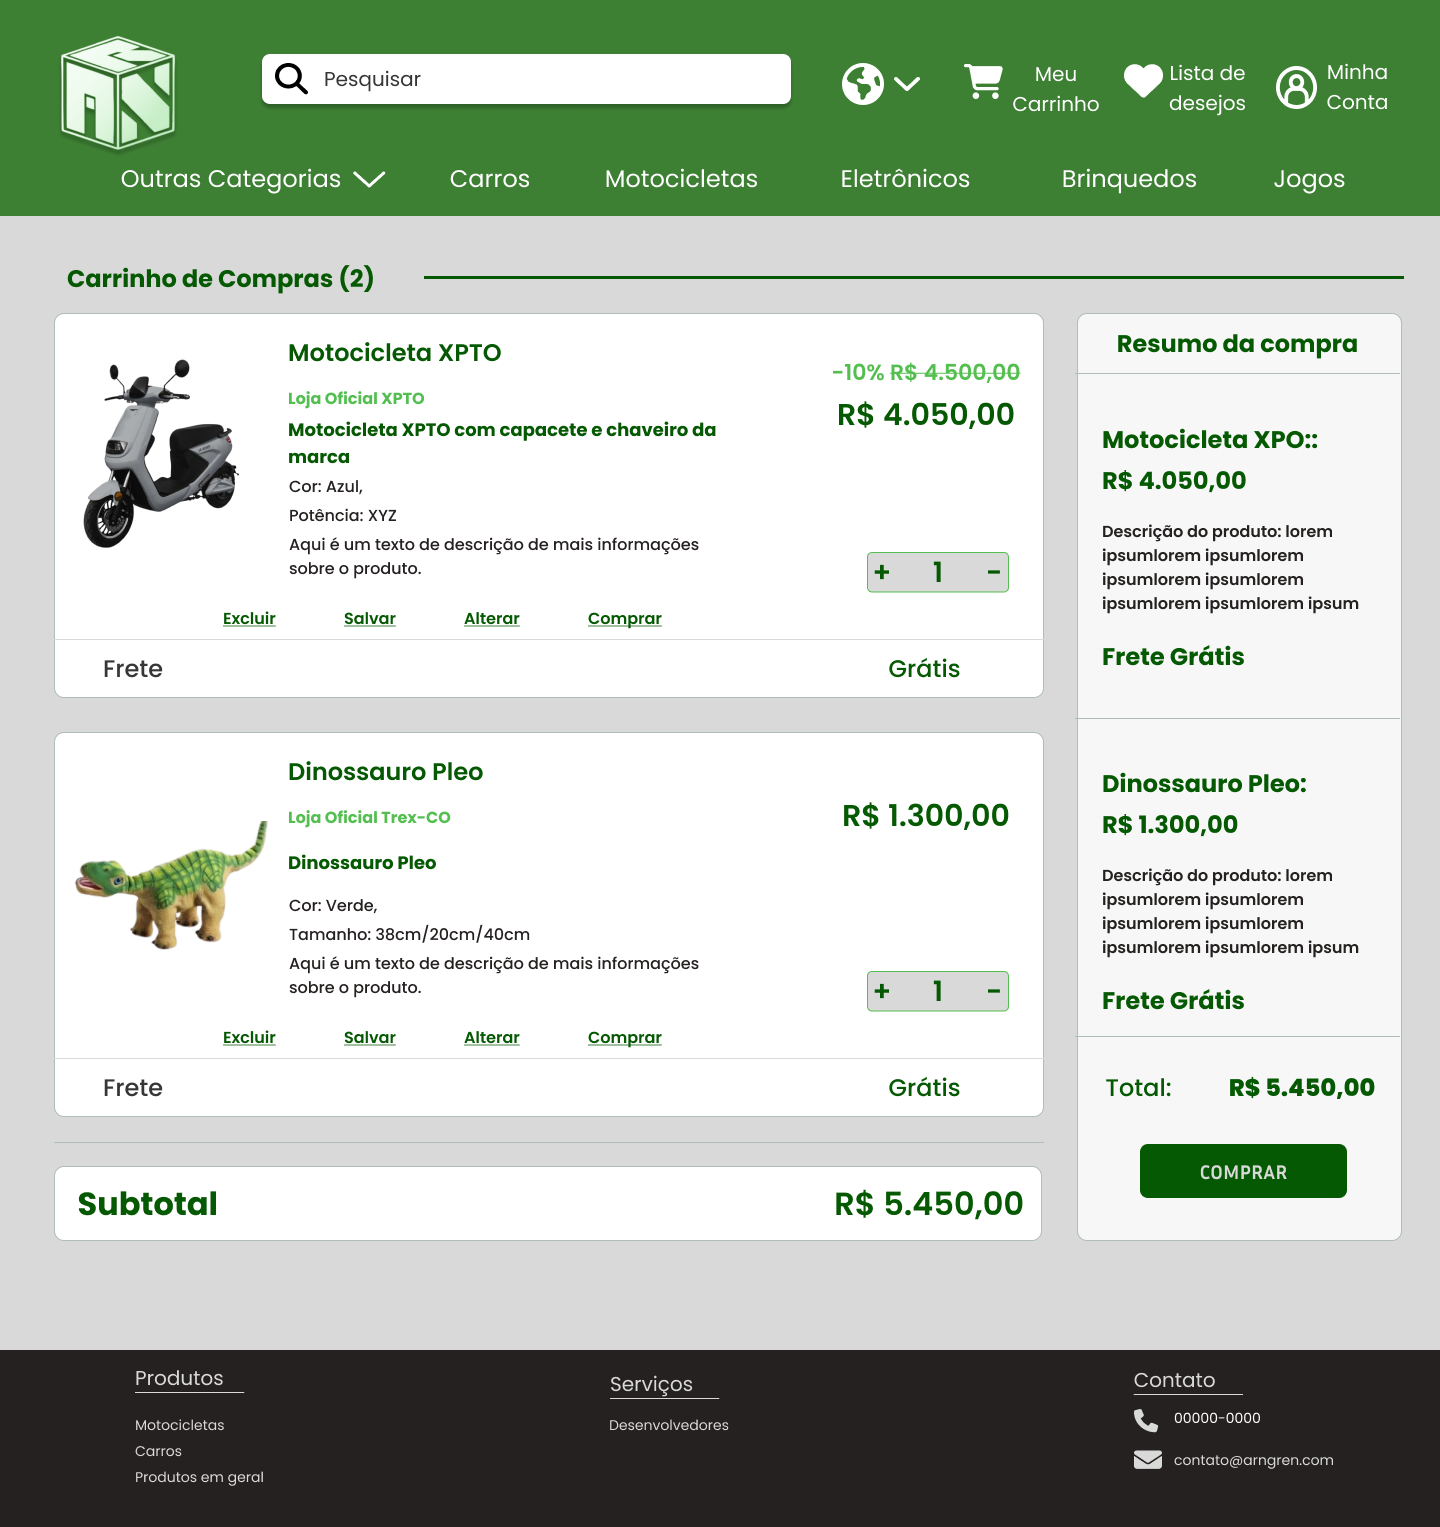 Pesquisar
Meu
Carrinho
Lista de
desejos
Minha
Conta
Outras Categorias
Carros
Motocicletas
Eletrônicos
Brinquedos
Jogos
Carrinho de Compras (2)
Motocicleta XPTO
-10% R$ 4.500,00
Loja Oficial XPTO
R$ 4.050,00
Motocicleta XPTO com capacete e chaveiro da
marca
Cor: Azul,
Potência: XYZ
Aqui é um texto de descrição de mais informações
sobre o produto.
+ 1 -
Excluir
Salvar
Alterar
Comprar
Frete
Grátis
Dinossauro Pleo
Loja Oficial Trex-CO
R$ 1.300,00
Dinossauro Pleo
Cor: Verde,
Tamanho: 38cm/20cm/40cm
Aqui é um texto de descrição de mais informações
sobre o produto.
+ 1 -
Excluir
Salvar
Alterar
Comprar
Frete
Grátis
Subtotal
R$ 5.450,00
Resumo da compra
Motocicleta XPO::
R$ 4.050,00
Descrição do produto: lorem
ipsumlorem ipsumlorem
ipsumlorem ipsumlorem
ipsumlorem ipsumlorem ipsum
Frete Grátis
Dinossauro Pleo:
R$ 1.300,00
Descrição do produto: lorem
ipsumlorem ipsumlorem
ipsumlorem ipsumlorem
ipsumlorem ipsumlorem ipsum
Frete Grátis
Total:
R$ 5.450,00
COMPRAR
Produtos
Motocicletas
Carros
Produtos em geral
Serviços
Desenvolvedores
Contato
00000-0000
contato@arngren.com